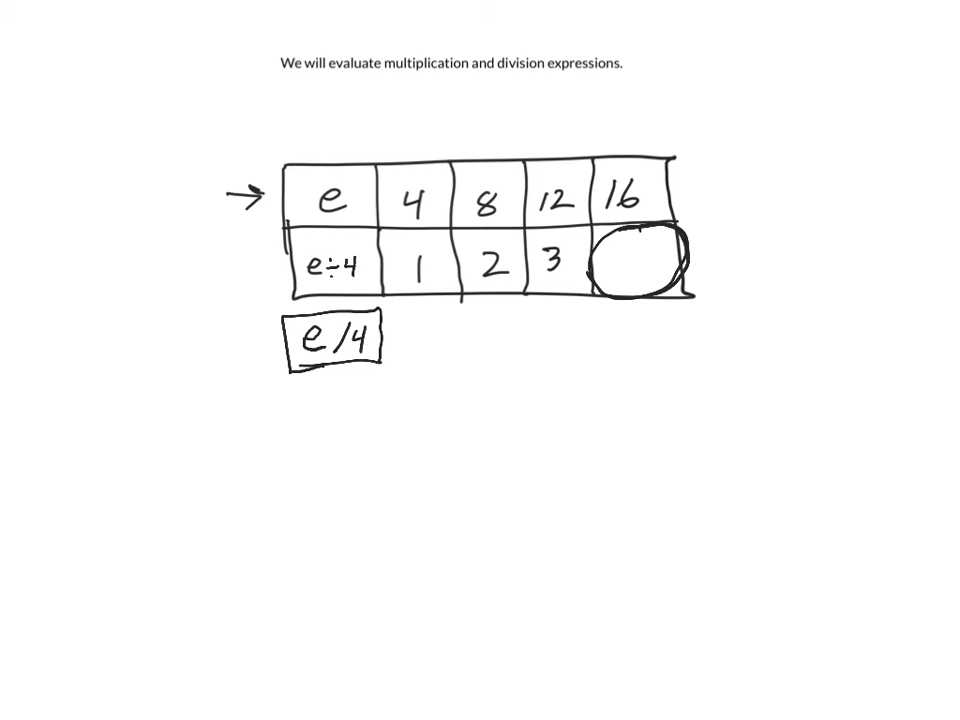 We will evaluate multiplication and division expressions.
→ e 4 8 12 16
e÷4 1 2 3
e/4